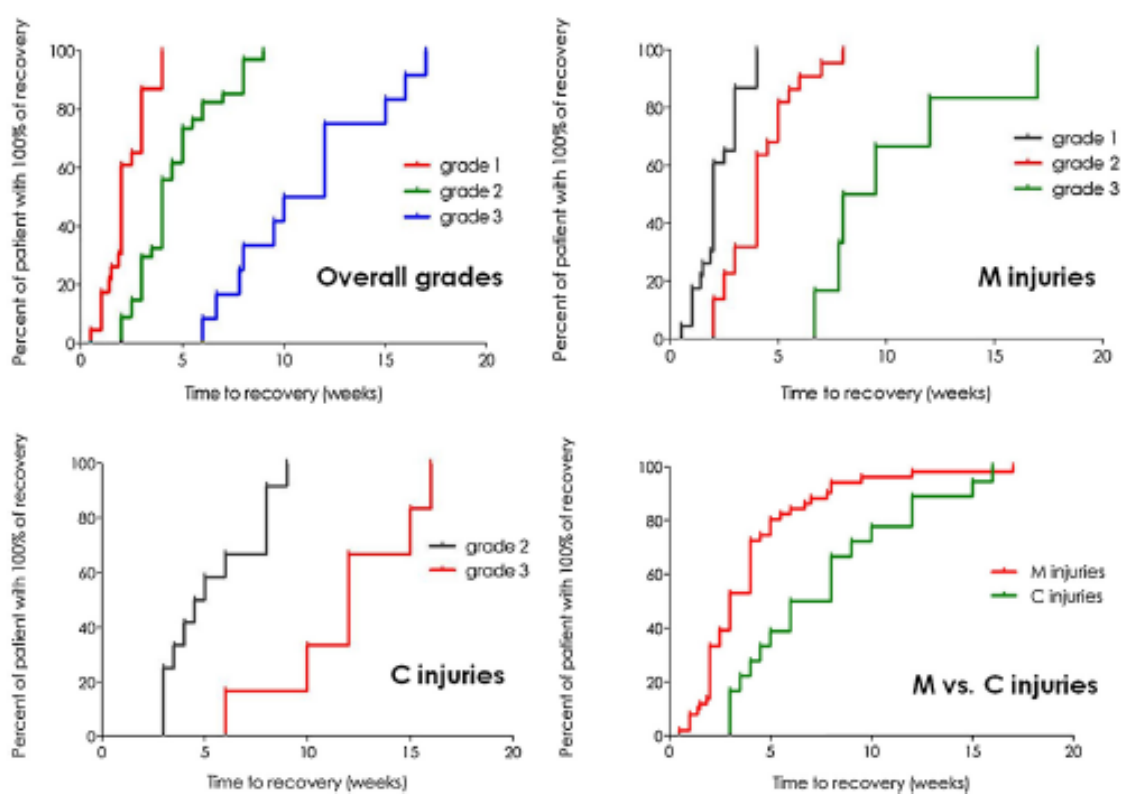 Percent of patient with 100% of recovery
100
80
60
40
20
0
0 5 10 15 20
Time to recovery (weeks)
grade 1
grade 2
grade 3
Overall grades
Percent of patient with 100% of recovery
100
80
60
40
20
0
0 5 10 15 20
Time to recovery (weeks)
grade 1
grade 2
grade 3
M injuries
Percent of patient with 100% of recovery
100
80
60
40
20
0
0 5 10 15 20
Time to recovery (weeks)
grade 2
grade 3
C injuries
Percent of patient with 100% of recovery
100
80
60
40
20
0
0 5 10 15 20
Time to recovery (weeks)
M injuries
C injuries
M vs. C injuries